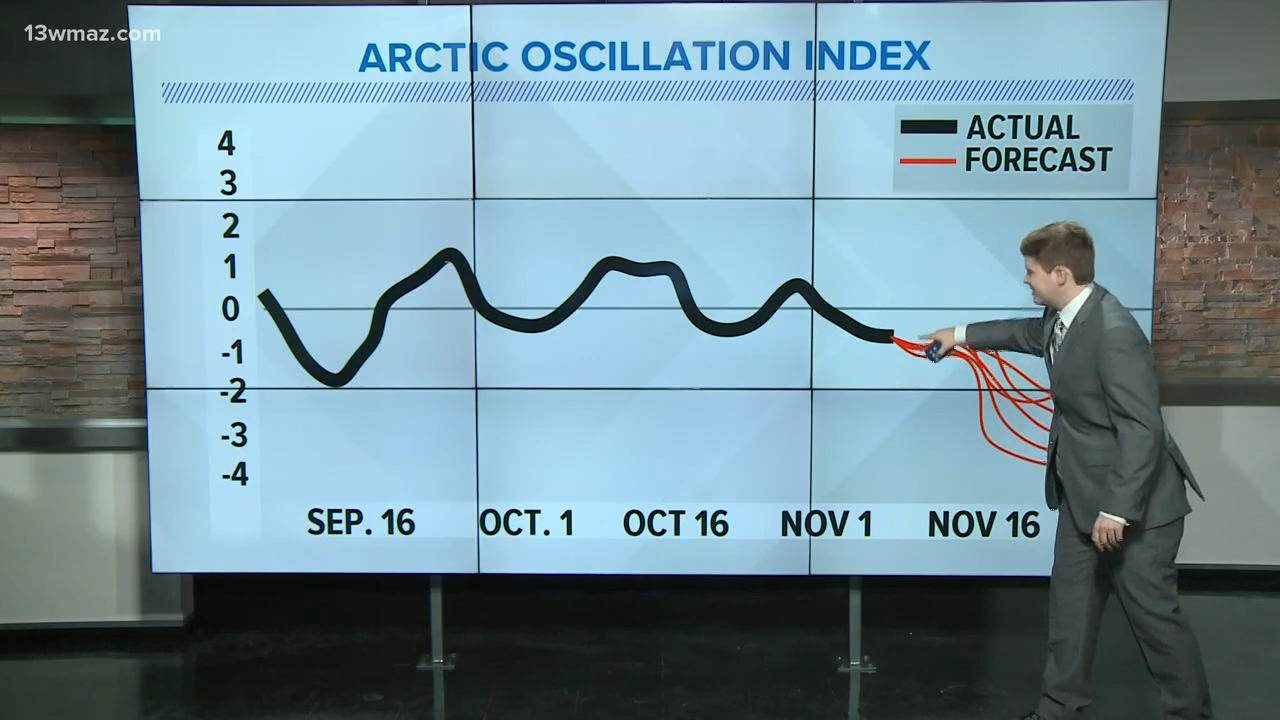 13wmaz.com
ARCTIC OSCILLATION INDEX
ACTUAL
FORECAST
4
3
2
1
0
-1
-2
-3
-4
SEP. 16 OCT. 1 OCT 16 NOV 1 NOV 16